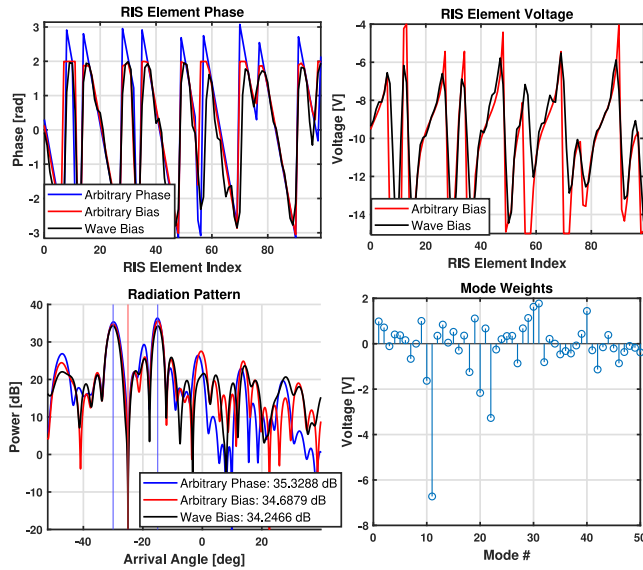 RIS Element Phase
3
2
1
0
-1
-2
-3
Phase [rad]
Arbitrary Phase
Arbitrary Bias
Wave Bias
0
20
40
60
80
RIS Element Index
RIS Element Voltage
-4
-6
-8
-10
-12
-14
Voltage [V]
Arbitrary Bias
Wave Bias
0
20
40
60
80
RIS Element Index
Radiation Pattern
40
30
20
10
0
-10
-20
Power [dB]
Arbitrary Phase: 35.3288 dB
Arbitrary Bias: 34.6879 dB
Wave Bias: 34.2466 dB
-40
-20
0
20
Arrival Angle [deg]
Mode Weights
2
0
-2
-4
-6
-8
Voltage [V]
0
10
20
30
40
50
Mode #